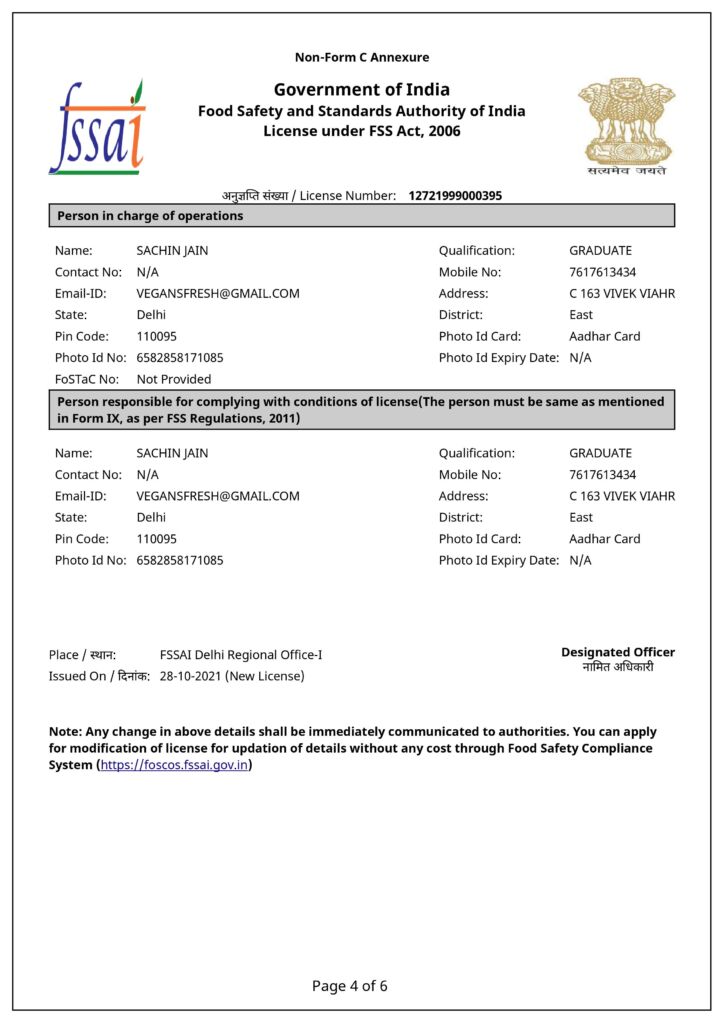 Non-Form C Annexure
Government of India
Food Safety and Standards Authority of India
License under FSS Act, 2006
fssai
सत्यमेव जयते
अनुज्ञप्ति संख्या / License Number: 12721999000395
Person in charge of operations
Name: SACHIN JAIN Qualification: GRADUATE
Contact No: N/A Mobile No: 7617613434
Email-ID: VEGANSFRESH@GMAIL.COM Address: C 163 VIVEK VIAHR
State: Delhi District: East
Pin Code: 110095 Photo Id Card: Aadhar Card
Photo Id No: 6582858171085 Photo Id Expiry Date: N/A
FoSTaC No: Not Provided
Person responsible for complying with conditions of license(The person must be same as mentioned
in Form IX, as per FSS Regulations, 2011)
Name: SACHIN JAIN Qualification: GRADUATE
Contact No: N/A Mobile No: 7617613434
Email-ID: VEGANSFRESH@GMAIL.COM Address: C 163 VIVEK VIAHR
State: Delhi District: East
Pin Code: 110095 Photo Id Card: Aadhar Card
Photo Id No: 6582858171085 Photo Id Expiry Date: N/A
Place / स्थान: FSSAI Delhi Regional Office-I Designated Officer
नामित अधिकारी
Issued On / दिनांक: 28-10-2021 (New License)
Note: Any change in above details shall be immediately communicated to authorities. You can apply
for modification of license for updation of details without any cost through Food Safety Compliance
System (https://foscos.fssai.gov.in)
Page 4 of 6